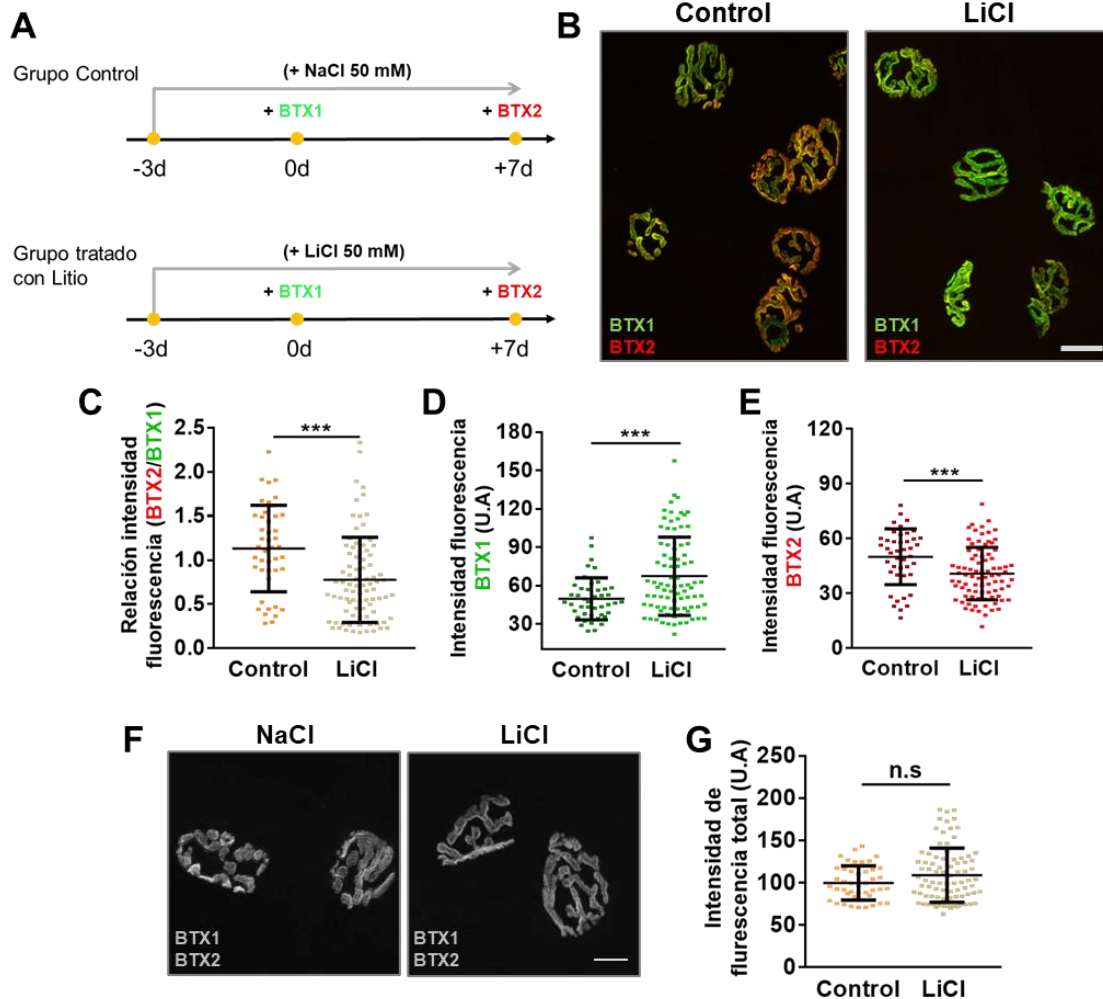 A
Grupo Control
(+ NaCl 50 mM)
+ BTX1
+ BTX2
-3d
0d
+7d
Grupo tratado
con Litio
(+ LiCl 50 mM)
+ BTX1
+ BTX2
-3d
0d
+7d
B
Control
LiCl
BTX1
BTX2
BTX1
BTX2
C
Relación intensidad
fluorescencia (BTX2/BTX1)
2.5
2.0
1.5
1.0
0.5
0.0
***
Control
LiCl
D
Intensidad fluorescencia
BTX1 (U.A)
180
150
120
90
60
30
***
Control
LiCl
E
Intensidad fluorescencia
BTX2 (U.A)
120
90
60
30
0
***
Control
LiCl
F
NaCl
LiCl
BTX1
BTX2
BTX1
BTX2
G
Intensidad de
flurescencia total (U.A)
250
200
150
100
50
0
n.s
Control
LiCl